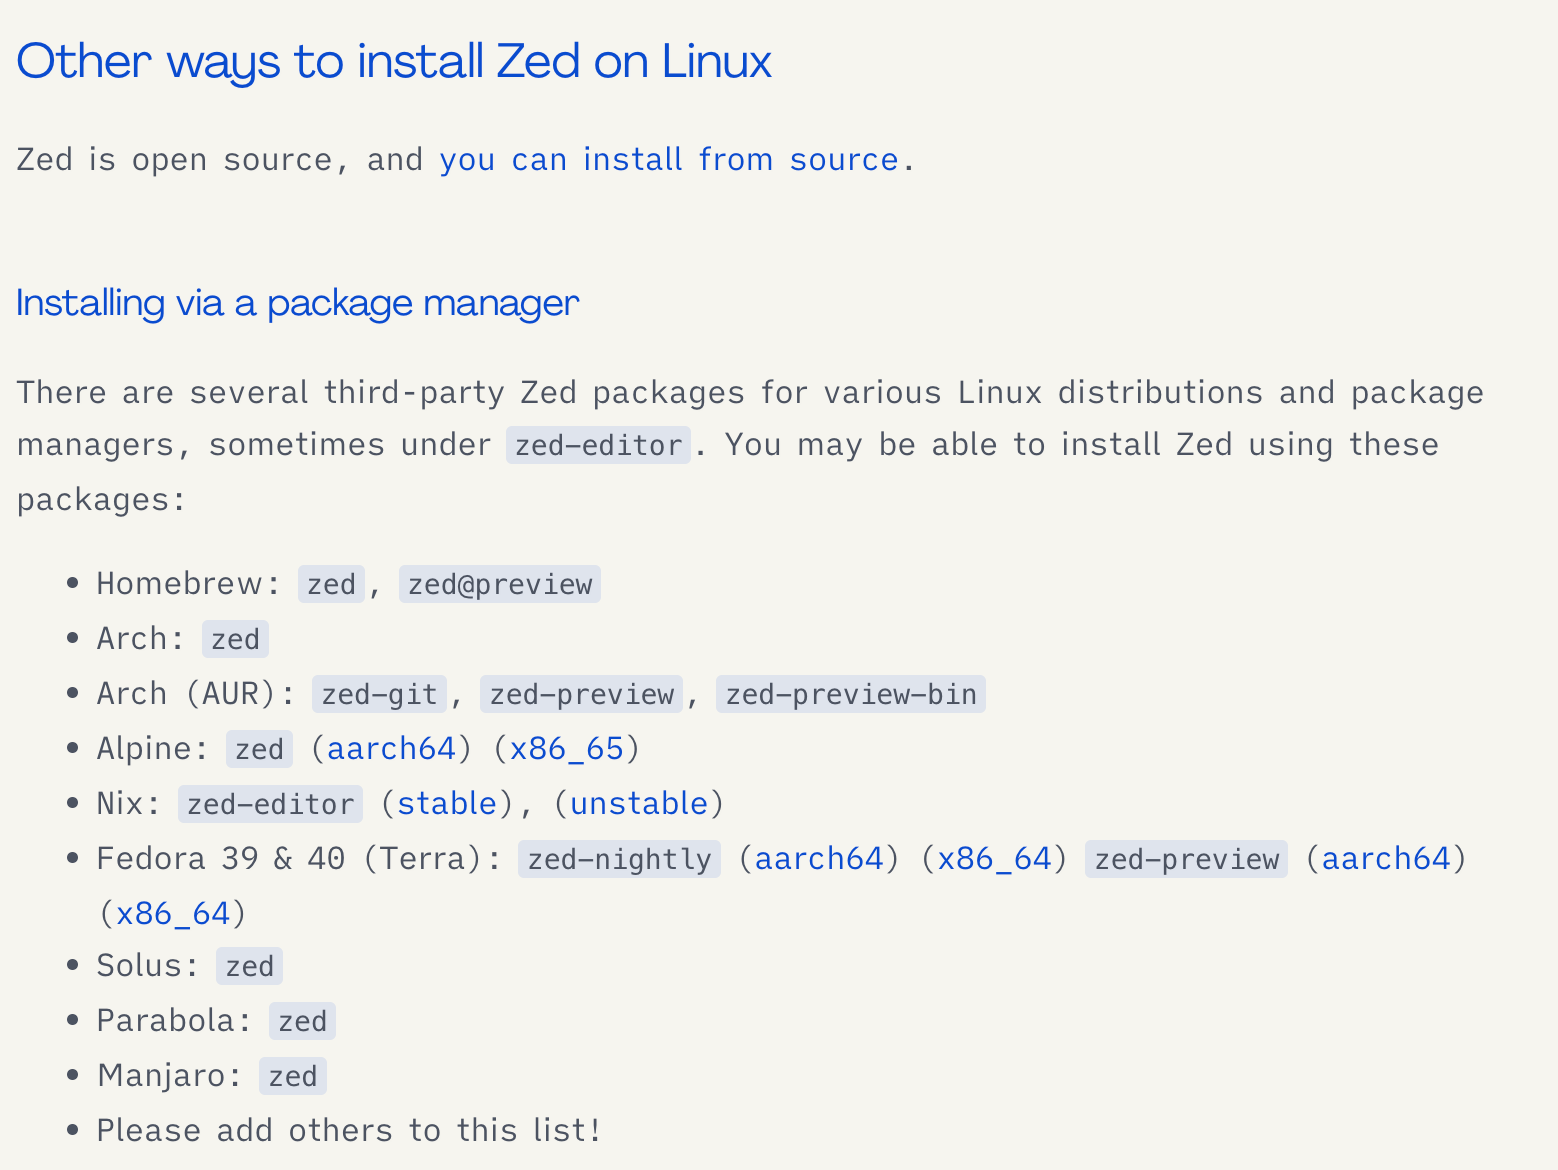 Other ways to install Zed on Linux
Zed is open source, and you can install from source.
Installing via a package manager
There are several third-party Zed packages for various Linux distributions and package
managers, sometimes under zed-editor. You may be able to install Zed using these
packages:
• Homebrew: zed, zed@preview
• Arch: zed
• Arch (AUR): zed-git, zed-preview, zed-preview-bin
• Alpine: zed (aarch64) (x86_65)
• Nix: zed-editor (stable), (unstable)
• Fedora 39 & 40 (Terra): zed-nightly (aarch64) (x86_64) zed-preview (aarch64)
(x86_64)
• Solus: zed
• Parabola: zed
• Manjaro: zed
• Please add others to this list!